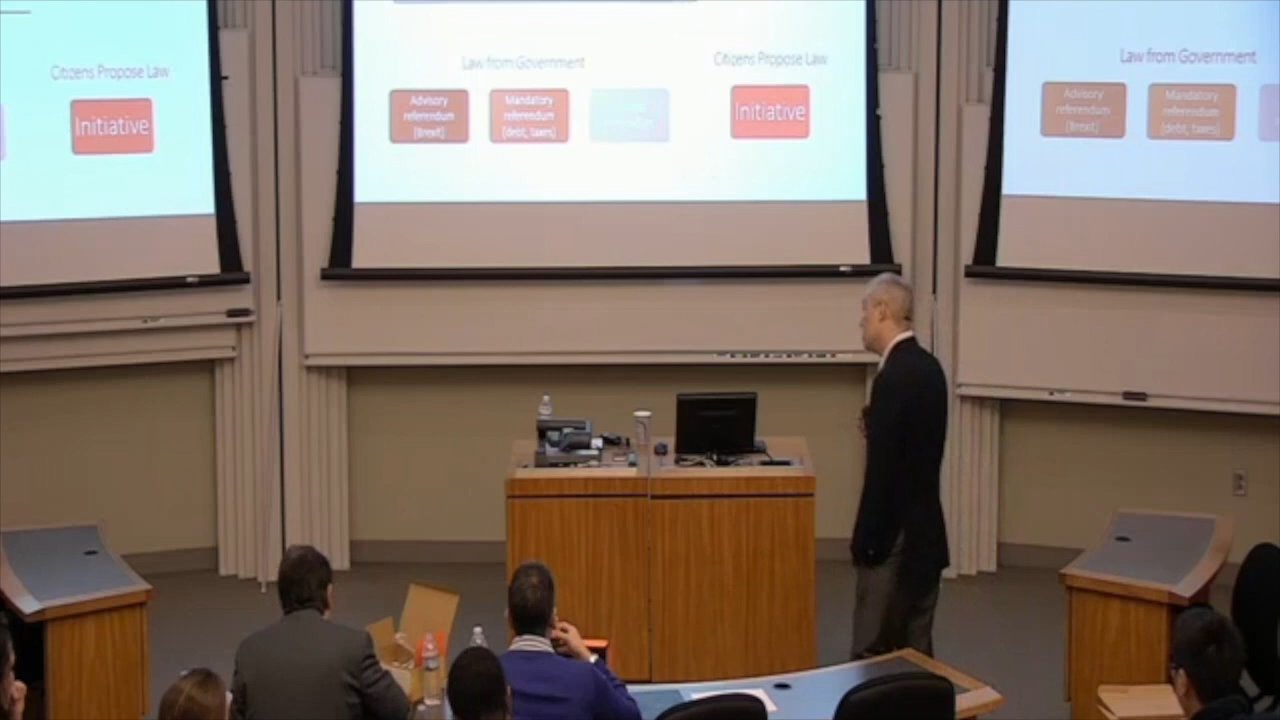 Citizens Propose Law
Initiative
Law from Government
Citizens Propose Law
Advisory
referendum
(Brexit)
Mandatory
referendum
(debt, taxes)
Initiative
Law from Government
Advisory
referendum
(Brexit)
Mandatory
referendum
(debt, taxes)